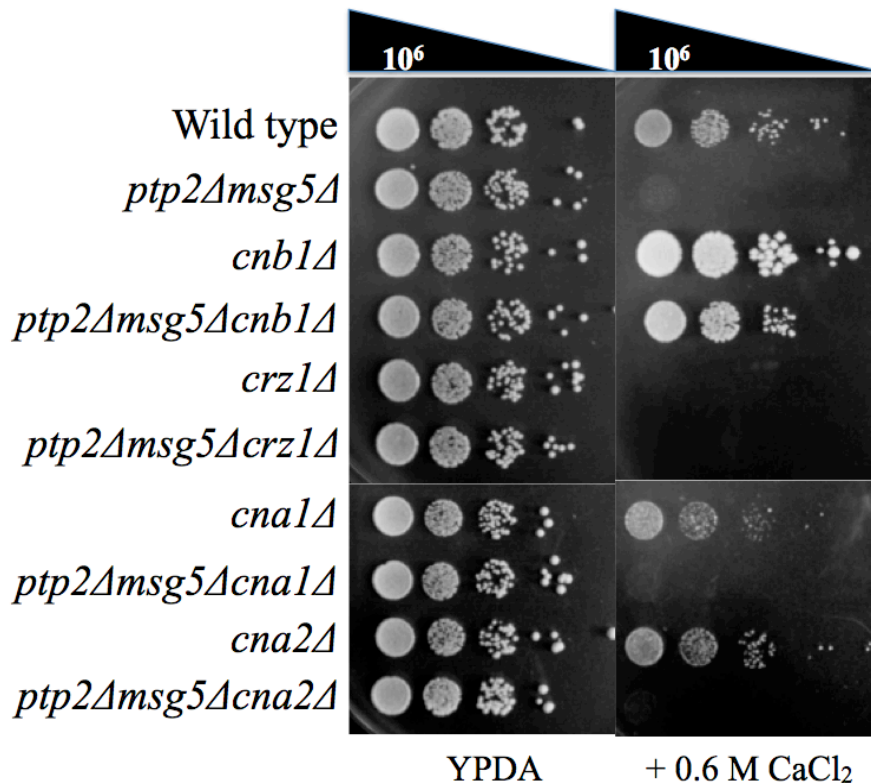 10⁶ 10⁶
Wild type
ptp2Δmsg5Δ
cnb1Δ
ptp2Δmsg5Δcnb1Δ
crz1Δ
ptp2Δmsg5Δcrz1Δ
cna1Δ
ptp2Δmsg5Δcna1Δ
cna2Δ
ptp2Δmsg5Δcna2Δ
YPDA + 0.6 M CaCl₂